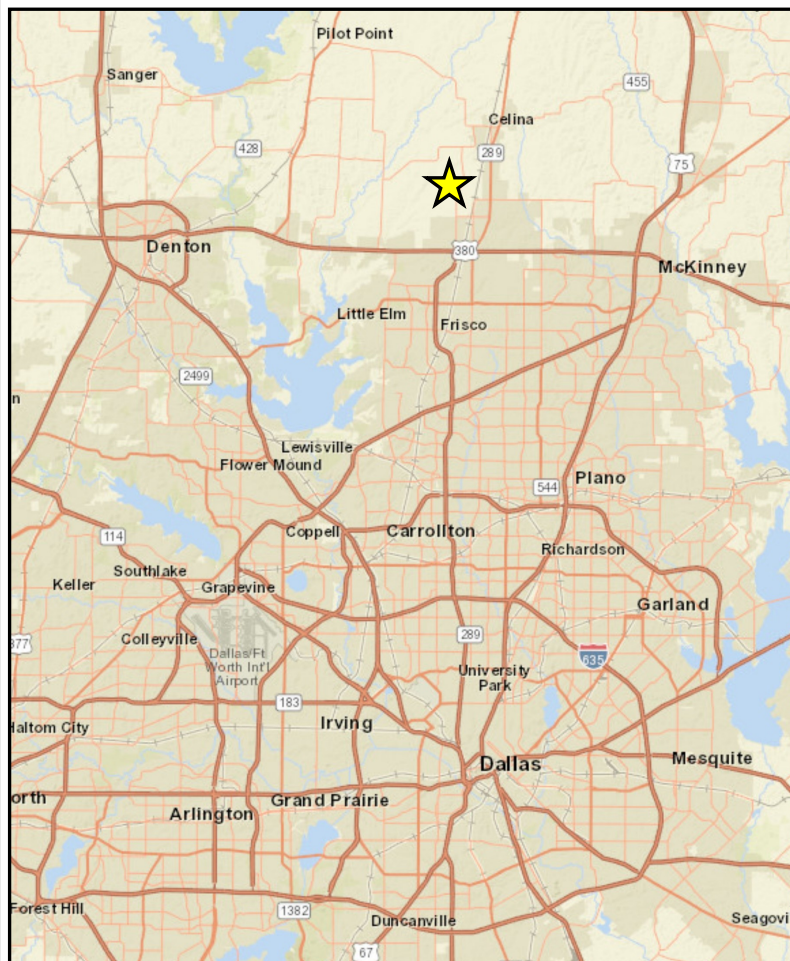 Pilot Point
Sanger
455
Celina
428
289
75
Denton
380
McKinney
Little Elm
Frisco
2499
n
Lewisville
Flower Mound
Plano
544
114
Coppell
Carrollton
Richardson
Southlake
Keller
Grapevine
Garland
377
Colleyville
289
Dallas/Ft
Worth Int'l
Airport
635
University
Park
183
Haltom City
Irving
Dallas
Mesquite
orth
Grand Prairie
Arlington
Forest Hill
1382
Duncanville
Seagovi
67